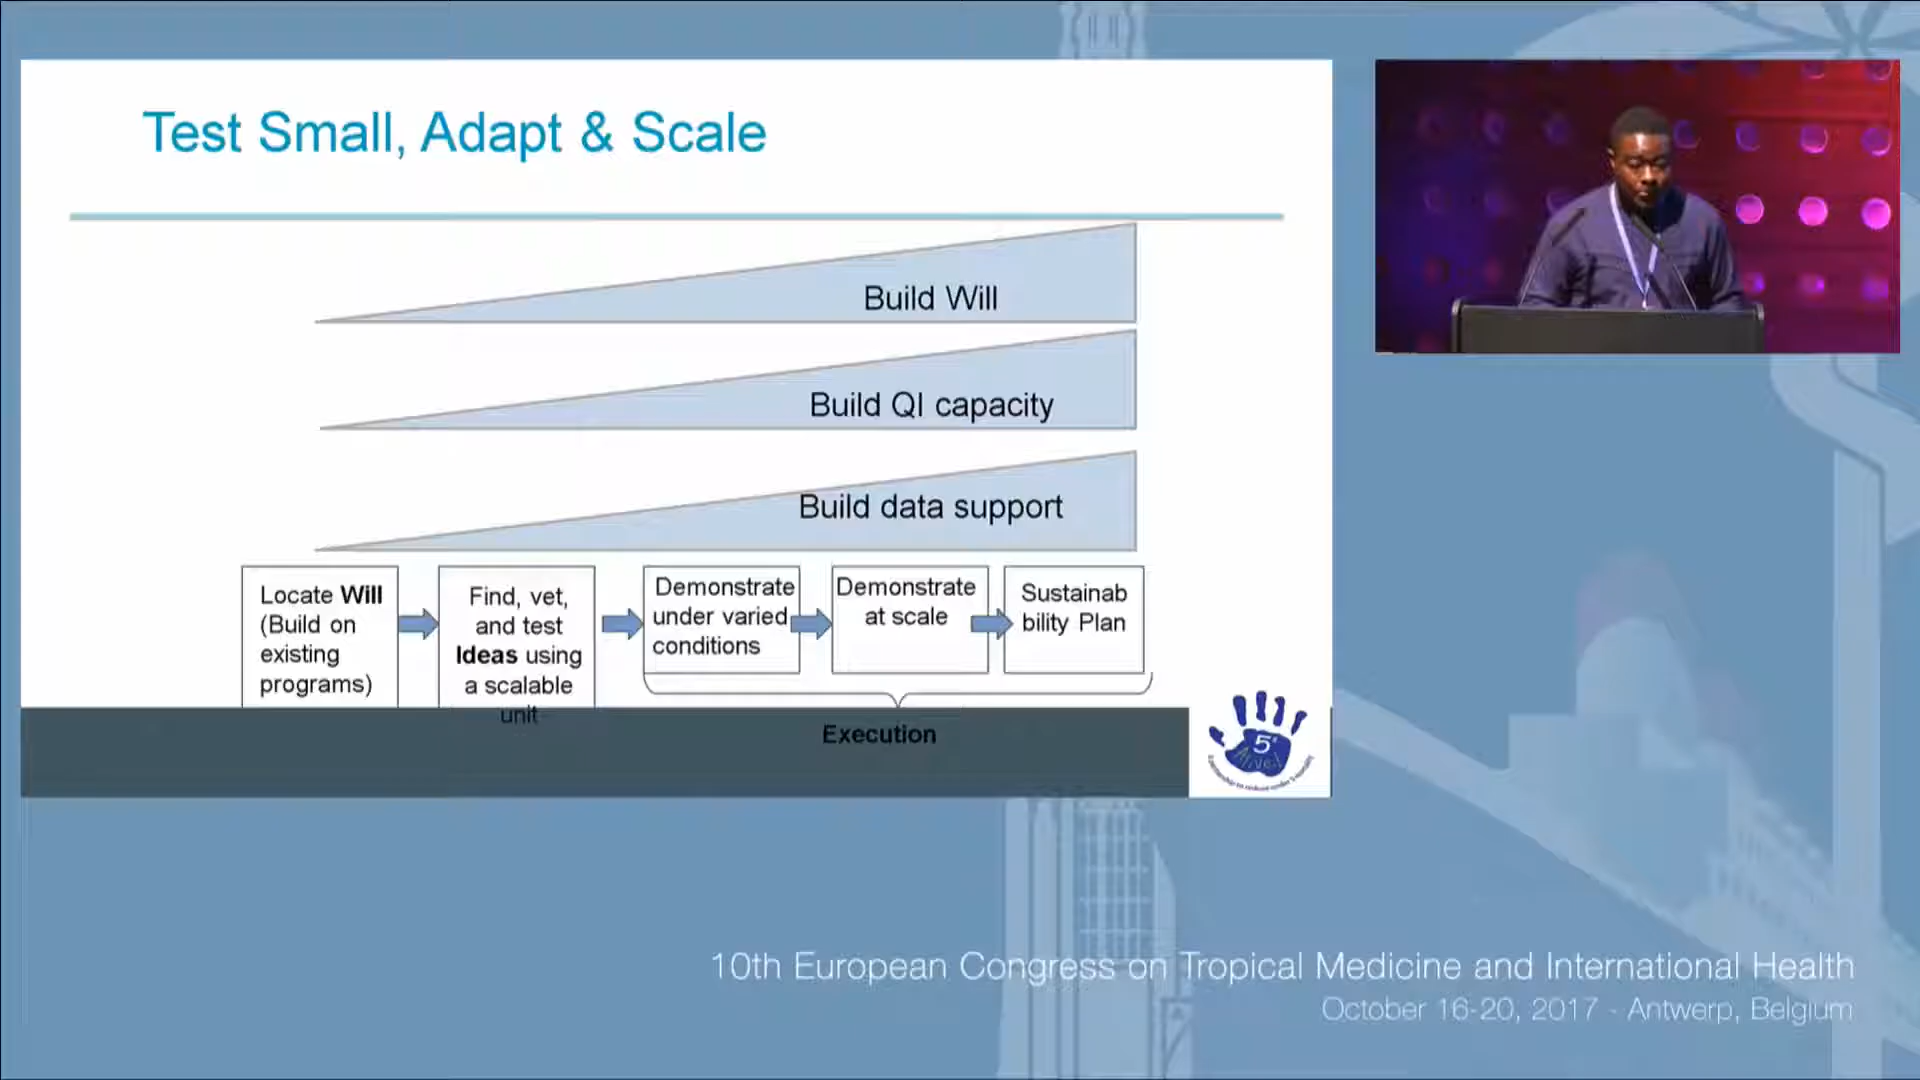 Test Small, Adapt & Scale
Build Will
Build QI capacity
Build data support
Locate Will
(Build on
existing
programs)
Find, vet,
and test
Ideas using
a scalable
unit
Demonstrate
under varied
conditions
Demonstrate
at scale
Sustainab
bility Plan
Execution
5
Alive!
10th European Congress on Tropical Medicine and International Health
October 16-20, 2017 - Antwerp, Belgium